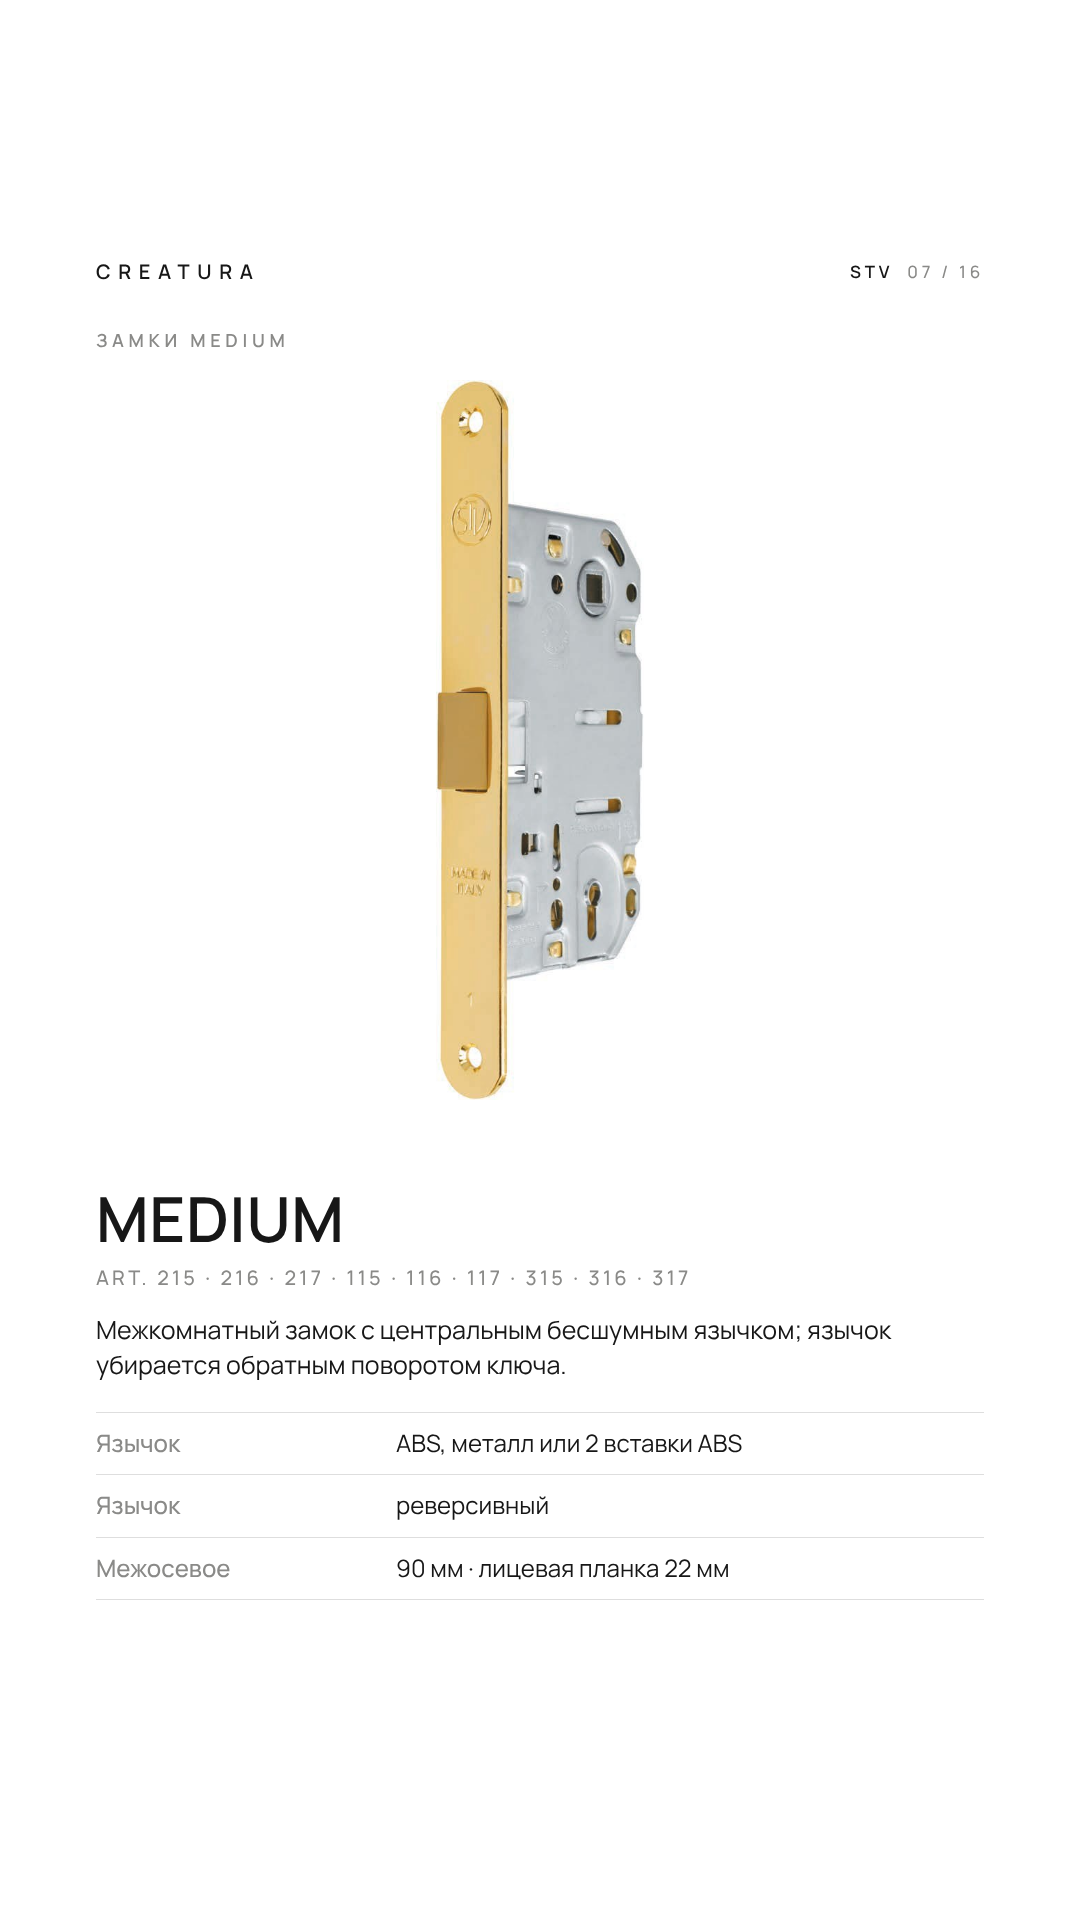 CREATURA
STV 07 / 16
ЗАМКИ MEDIUM
STV
MADE IN
ITALY
1
MEDIUM
ART. 215 · 216 · 217 · 115 · 116 · 117 · 315 · 316 · 317
Межкомнатный замок с центральным бесшумным язычком; язычок
убирается обратным поворотом ключа.
Язычок ABS, металл или 2 вставки ABS
Язычок реверсивный
Межосевое 90 мм · лицевая планка 22 мм